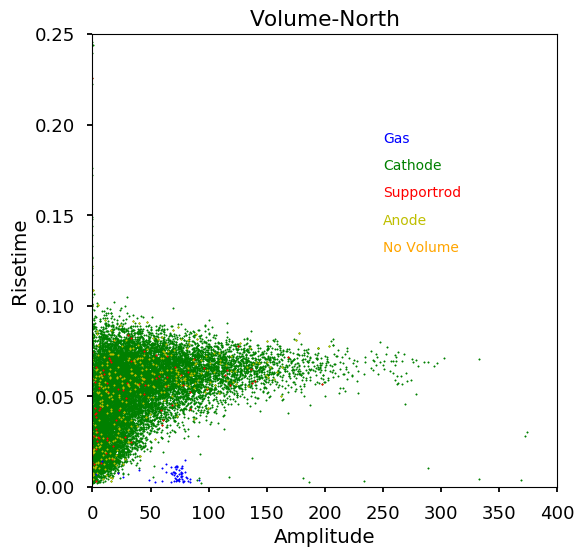 Volume-North
0.25
0.20
0.15
0.10
0.05
0.00
Risetime
Gas
Cathode
Supportrod
Anode
No Volume
0 50 100 150 200 250 300 350 400
Amplitude